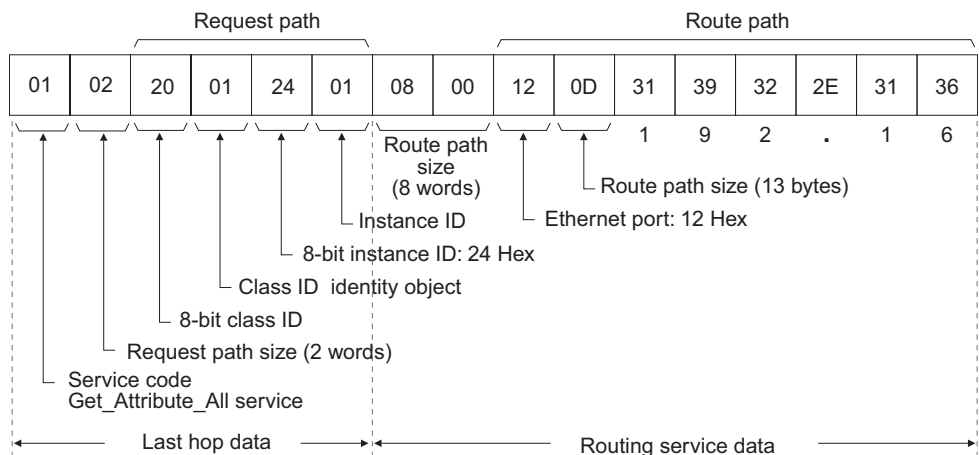 Request path
Route path
01 02 20 01 24 01 08 00 12 0D 31 39 32 2E 31 36
1 9 2 . 1 6
Route path
size
(8 words)
Route path size (13 bytes)
Instance ID
Ethernet port: 12 Hex
8-bit instance ID: 24 Hex
Class ID identity object
8-bit class ID
Request path size (2 words)
Service code
Get_Attribute_All service
Last hop data
Routing service data